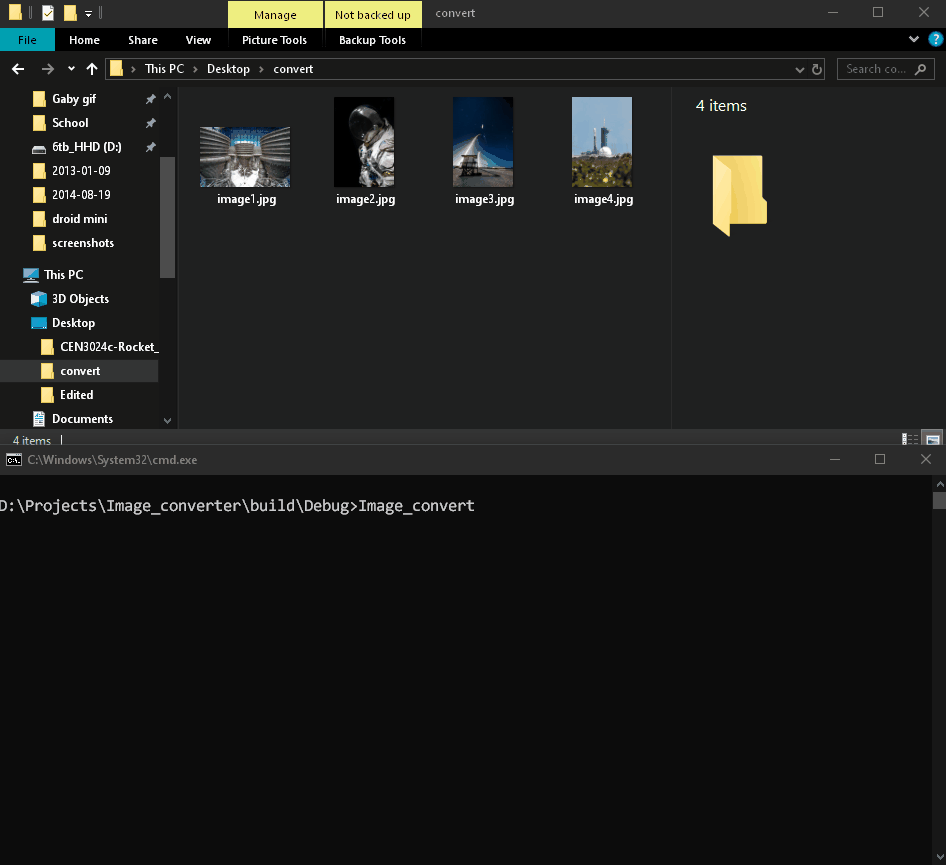 Manage
Not backed up
convert
File
Home
Share
View
Picture Tools
Backup Tools
This PC
Desktop
convert
Search co...
Gaby gif
School
6tb_HHD (D:)
2013-01-09
2014-08-19
droid mini
screenshots
This PC
3D Objects
Desktop
CEN3024c-Rocket_
convert
Edited
Documents
image1.jpg
image2.jpg
image3.jpg
image4.jpg
4 items
4 items
C:\Windows\System32\cmd.exe
D:\Projects\Image_converter\build\Debug>Image_convert